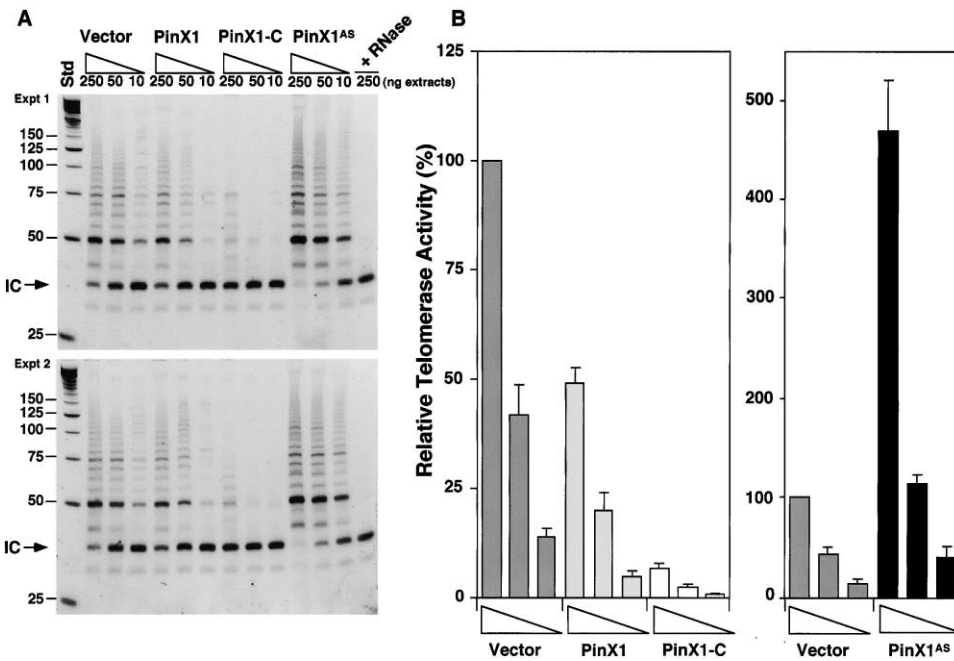 A
Vector PinX1 PinX1-C PinX1AS + RNase
Std 250 50 10 250 50 10 250 50 10 250 50 10 250 (ng extracts)
Expt 1
150
125
100
75
50
IC
25
Expt 2
150
125
100
75
50
IC
25
B
Relative Telomerase Activity (%)
125
100
75
50
25
0
Vector PinX1 PinX1-C
500
400
300
200
100
0
Vector PinX1AS